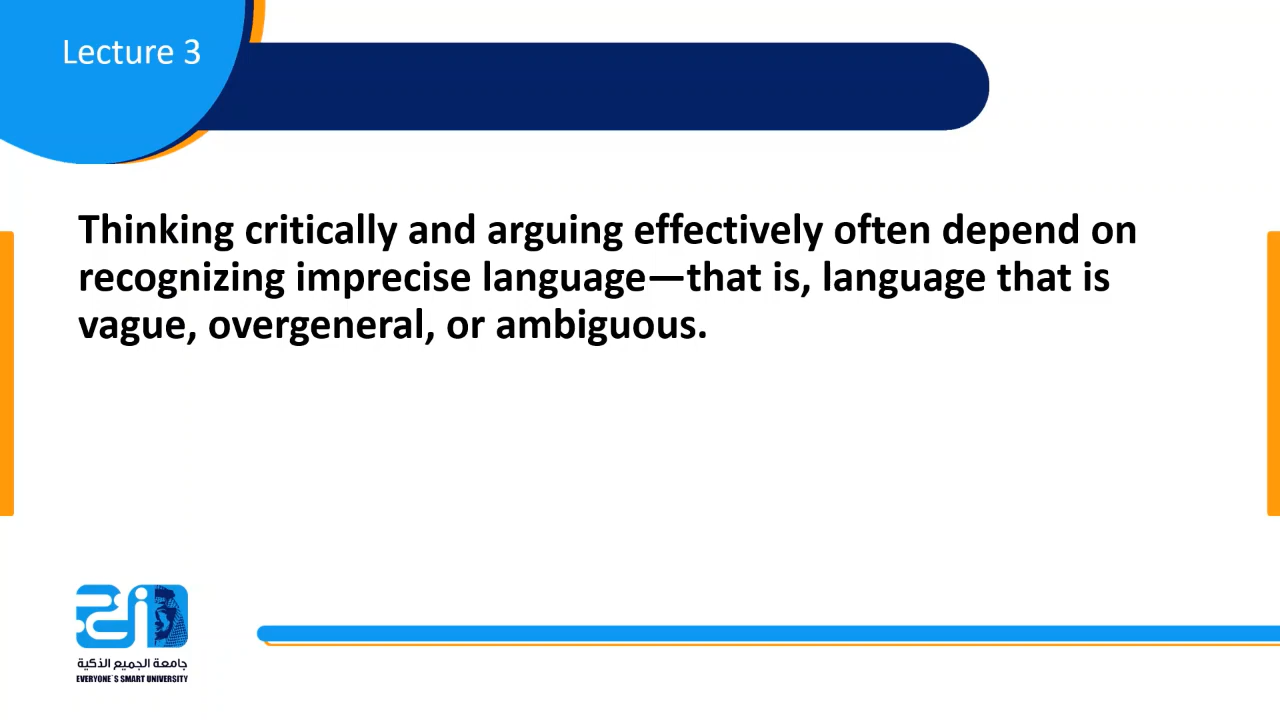 Lecture 3
Thinking critically and arguing effectively often depend on
recognizing imprecise language—that is, language that is
vague, overgeneral, or ambiguous.
جامعة الجميع الذكية
EVERYONE`S SMART UNIVERSITY